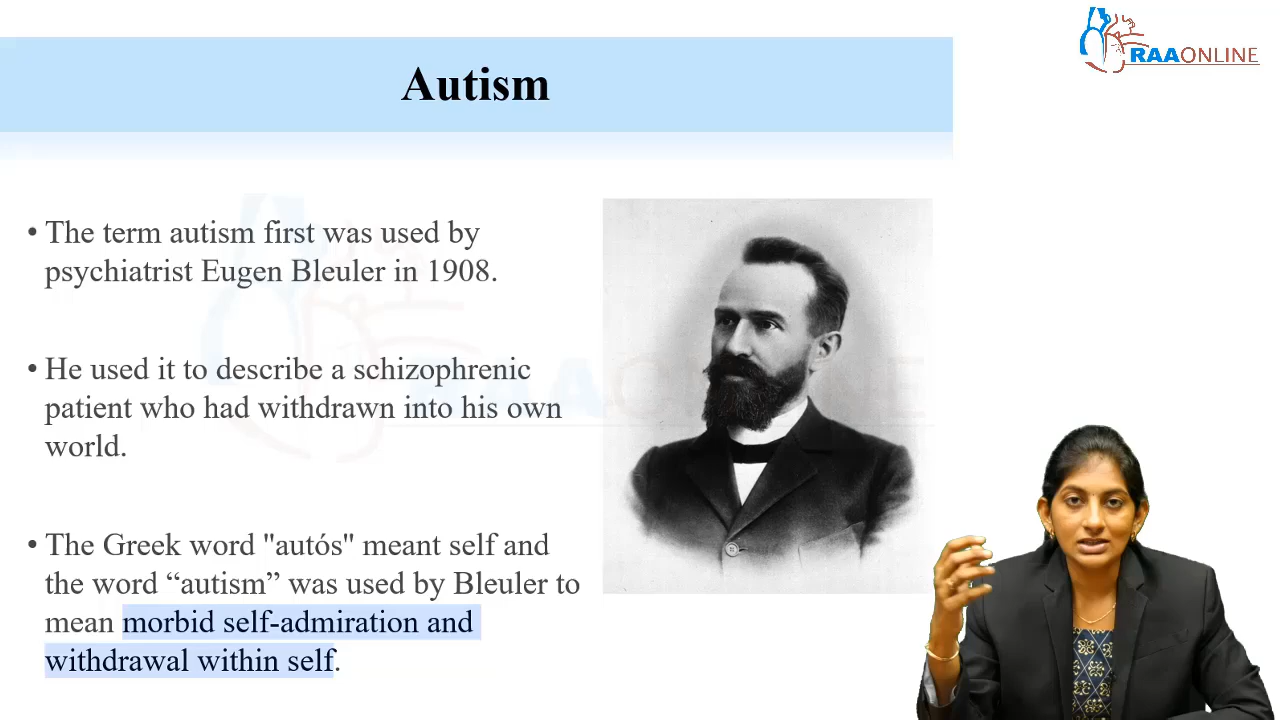 RAAONLINE
Autism
• The term autism first was used by
psychiatrist Eugen Bleuler in 1908.
• He used it to describe a schizophrenic
patient who had withdrawn into his own
world.
• The Greek word "autós" meant self and
the word “autism” was used by Bleuler to
mean morbid self-admiration and
withdrawal within self.
RAAONLINE